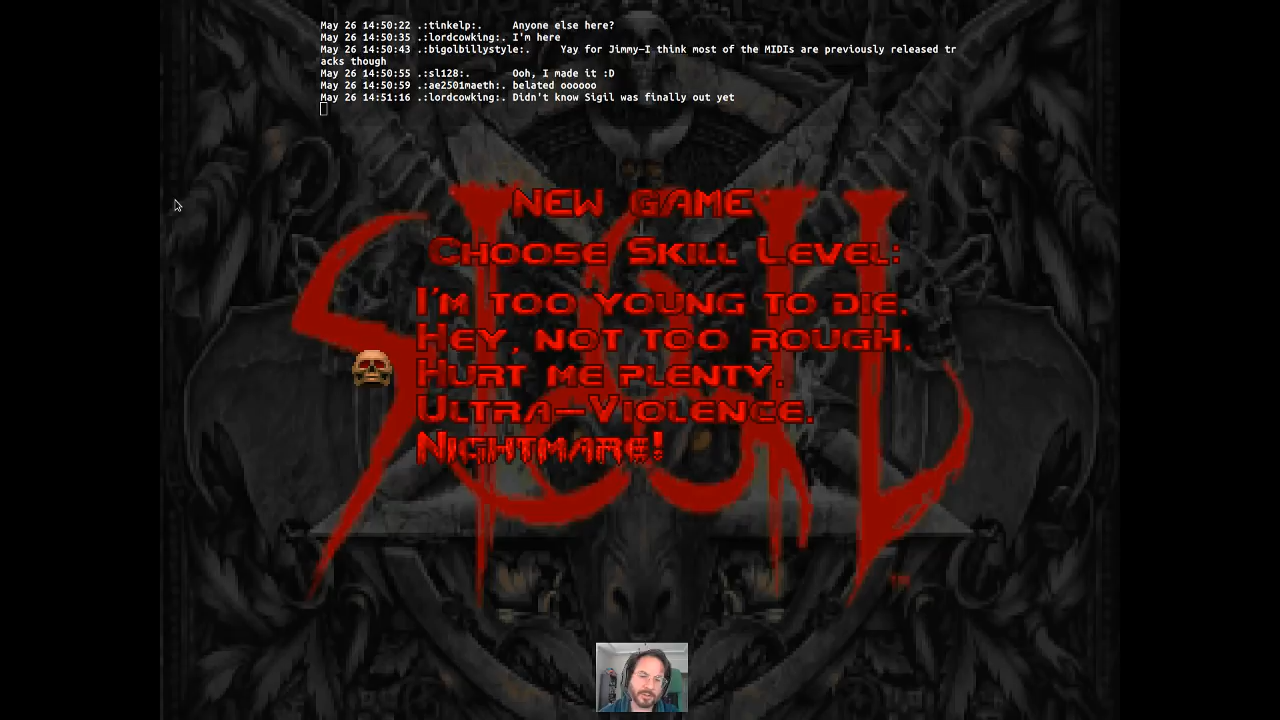 May 26 14:50:22 .:tinkelp:. Anyone else here?
May 26 14:50:35 .:lordcowking:. I'm here
May 26 14:50:43 .:bigolbillystyle:. Yay for Jimmy—I think most of the MIDIs are previously released tr
acks though
May 26 14:50:55 .:sl128:. Ooh, I made it :D
May 26 14:50:59 .:ae2501maeth:. belated oooooo
May 26 14:51:16 .:lordcowking:. Didn't know Sigil was finally out yet
SIGIL
NEW GAME
Choose Skill Level:
I'm too young to die.
Hey, not too rough.
Hurt me plenty.
Ultra-Violence.
Nightmare!
TM